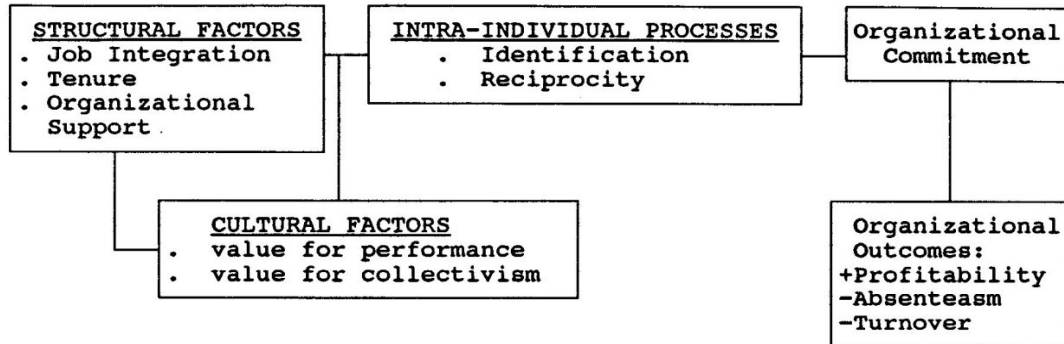 STRUCTURAL FACTORS
. Job Integration
. Tenure
. Organizational
Support
INTRA-INDIVIDUAL PROCESSES
. Identification
. Reciprocity
Organizational
Commitment
CULTURAL FACTORS
. value for performance
. value for collectivism
Organizational
Outcomes:
+Profitability
-Absenteasm
-Turnover